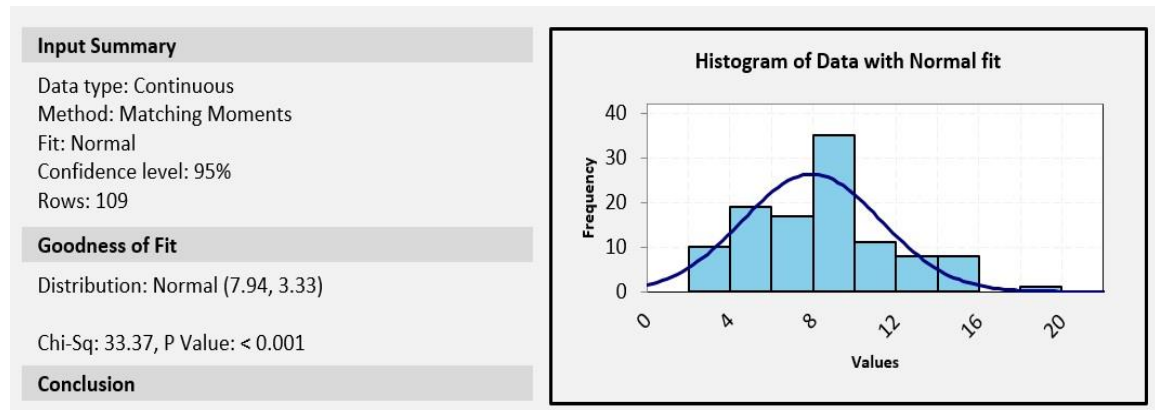 Input Summary
Data type: Continuous
Method: Matching Moments
Fit: Normal
Confidence level: 95%
Rows: 109
Goodness of Fit
Distribution: Normal (7.94, 3.33)
Chi-Sq: 33.37, P Value: < 0.001
Conclusion
Histogram of Data with Normal fit
40
30
20
10
0
Frequency
0 4 8 12 16 20
Values